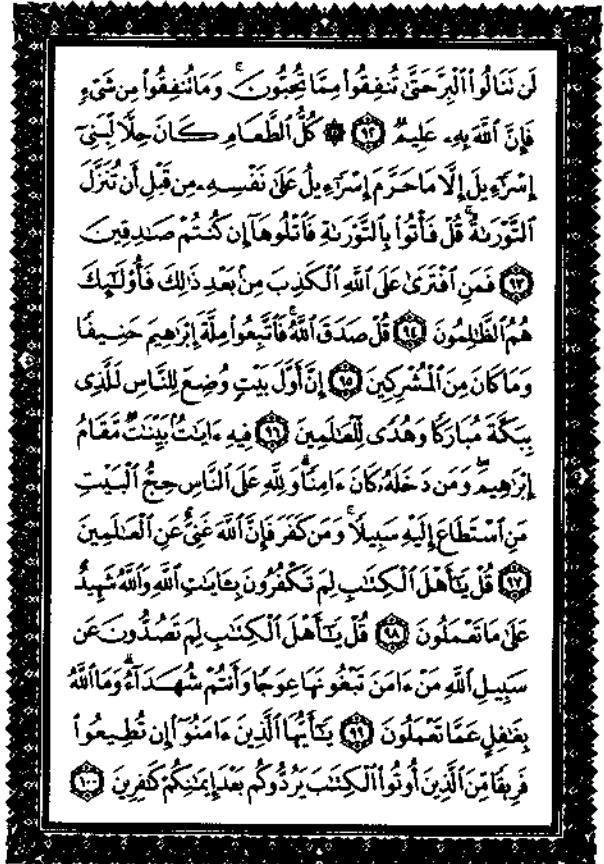 لَن تَنَالُوا۟ ٱلْبِرَّ حَتَّىٰ تُنفِقُوا۟ مِمَّا تُحِبُّونَ ۚ وَمَا تُنفِقُوا۟ مِن شَىْءٍ
فَإِنَّ ٱللَّهَ بِهِۦ عَلِيمٌ ﴿٩٢﴾ ۞ كُلُّ ٱلطَّعَامِ كَانَ حِلًّا لِّبَنِىٓ
إِسْرَٰٓءِيلَ إِلَّا مَا حَرَّمَ إِسْرَٰٓءِيلُ عَلَىٰ نَفْسِهِۦ مِن قَبْلِ أَن تُنَزَّلَ
ٱلتَّوْرَىٰةُ ۗ قُلْ فَأْتُوا۟ بِٱلتَّوْرَىٰةِ فَٱتْلُوهَآ إِن كُنتُمْ صَـٰدِقِينَ
﴿٩٣﴾ فَمَنِ ٱفْتَرَىٰ عَلَى ٱللَّهِ ٱلْكَذِبَ مِنۢ بَعْدِ ذَٰلِكَ فَأُو۟لَـٰٓئِكَ
هُمُ ٱلظَّـٰلِمُونَ ﴿٩٤﴾ قُلْ صَدَقَ ٱللَّهُ ۗ فَٱتَّبِعُوا۟ مِلَّةَ إِبْرَٰهِيمَ حَنِيفًا
وَمَا كَانَ مِنَ ٱلْمُشْرِكِينَ ﴿٩٥﴾ إِنَّ أَوَّلَ بَيْتٍ وُضِعَ لِلنَّاسِ لَلَّذِى
بِبَكَّةَ مُبَارَكًا وَهُدًى لِّلْعَـٰلَمِينَ ﴿٩٦﴾ فِيهِ ءَايَـٰتٌۢ بَيِّنَـٰتٌ مَّقَامُ
إِبْرَٰهِيمَ ۖ وَمَن دَخَلَهُۥ كَانَ ءَامِنًا ۗ وَلِلَّهِ عَلَى ٱلنَّاسِ حِجُّ ٱلْبَيْتِ
مَنِ ٱسْتَطَاعَ إِلَيْهِ سَبِيلًا ۚ وَمَن كَفَرَ فَإِنَّ ٱللَّهَ غَنِىٌّ عَنِ ٱلْعَـٰلَمِينَ
﴿٩٧﴾ قُلْ يَـٰٓأَهْلَ ٱلْكِتَـٰبِ لِمَ تَكْفُرُونَ بِـَٔايَـٰتِ ٱللَّهِ وَٱللَّهُ شَهِيدٌ
عَلَىٰ مَا تَعْمَلُونَ ﴿٩٨﴾ قُلْ يَـٰٓأَهْلَ ٱلْكِتَـٰبِ لِمَ تَصُدُّونَ عَن
سَبِيلِ ٱللَّهِ مَنْ ءَامَنَ تَبْغُونَهَا عِوَجًا وَأَنتُمْ شُهَدَآءُ ۗ وَمَا ٱللَّهُ
بِغَـٰفِلٍ عَمَّا تَعْمَلُونَ ﴿٩٩﴾ يَـٰٓأَيُّهَا ٱلَّذِينَ ءَامَنُوٓا۟ إِن تُطِيعُوا۟
فَرِيقًا مِّنَ ٱلَّذِينَ أُوتُوا۟ ٱلْكِتَـٰبَ يَرُدُّوكُم بَعْدَ إِيمَـٰنِكُمْ كَـٰفِرِينَ ﴿١٠٠﴾